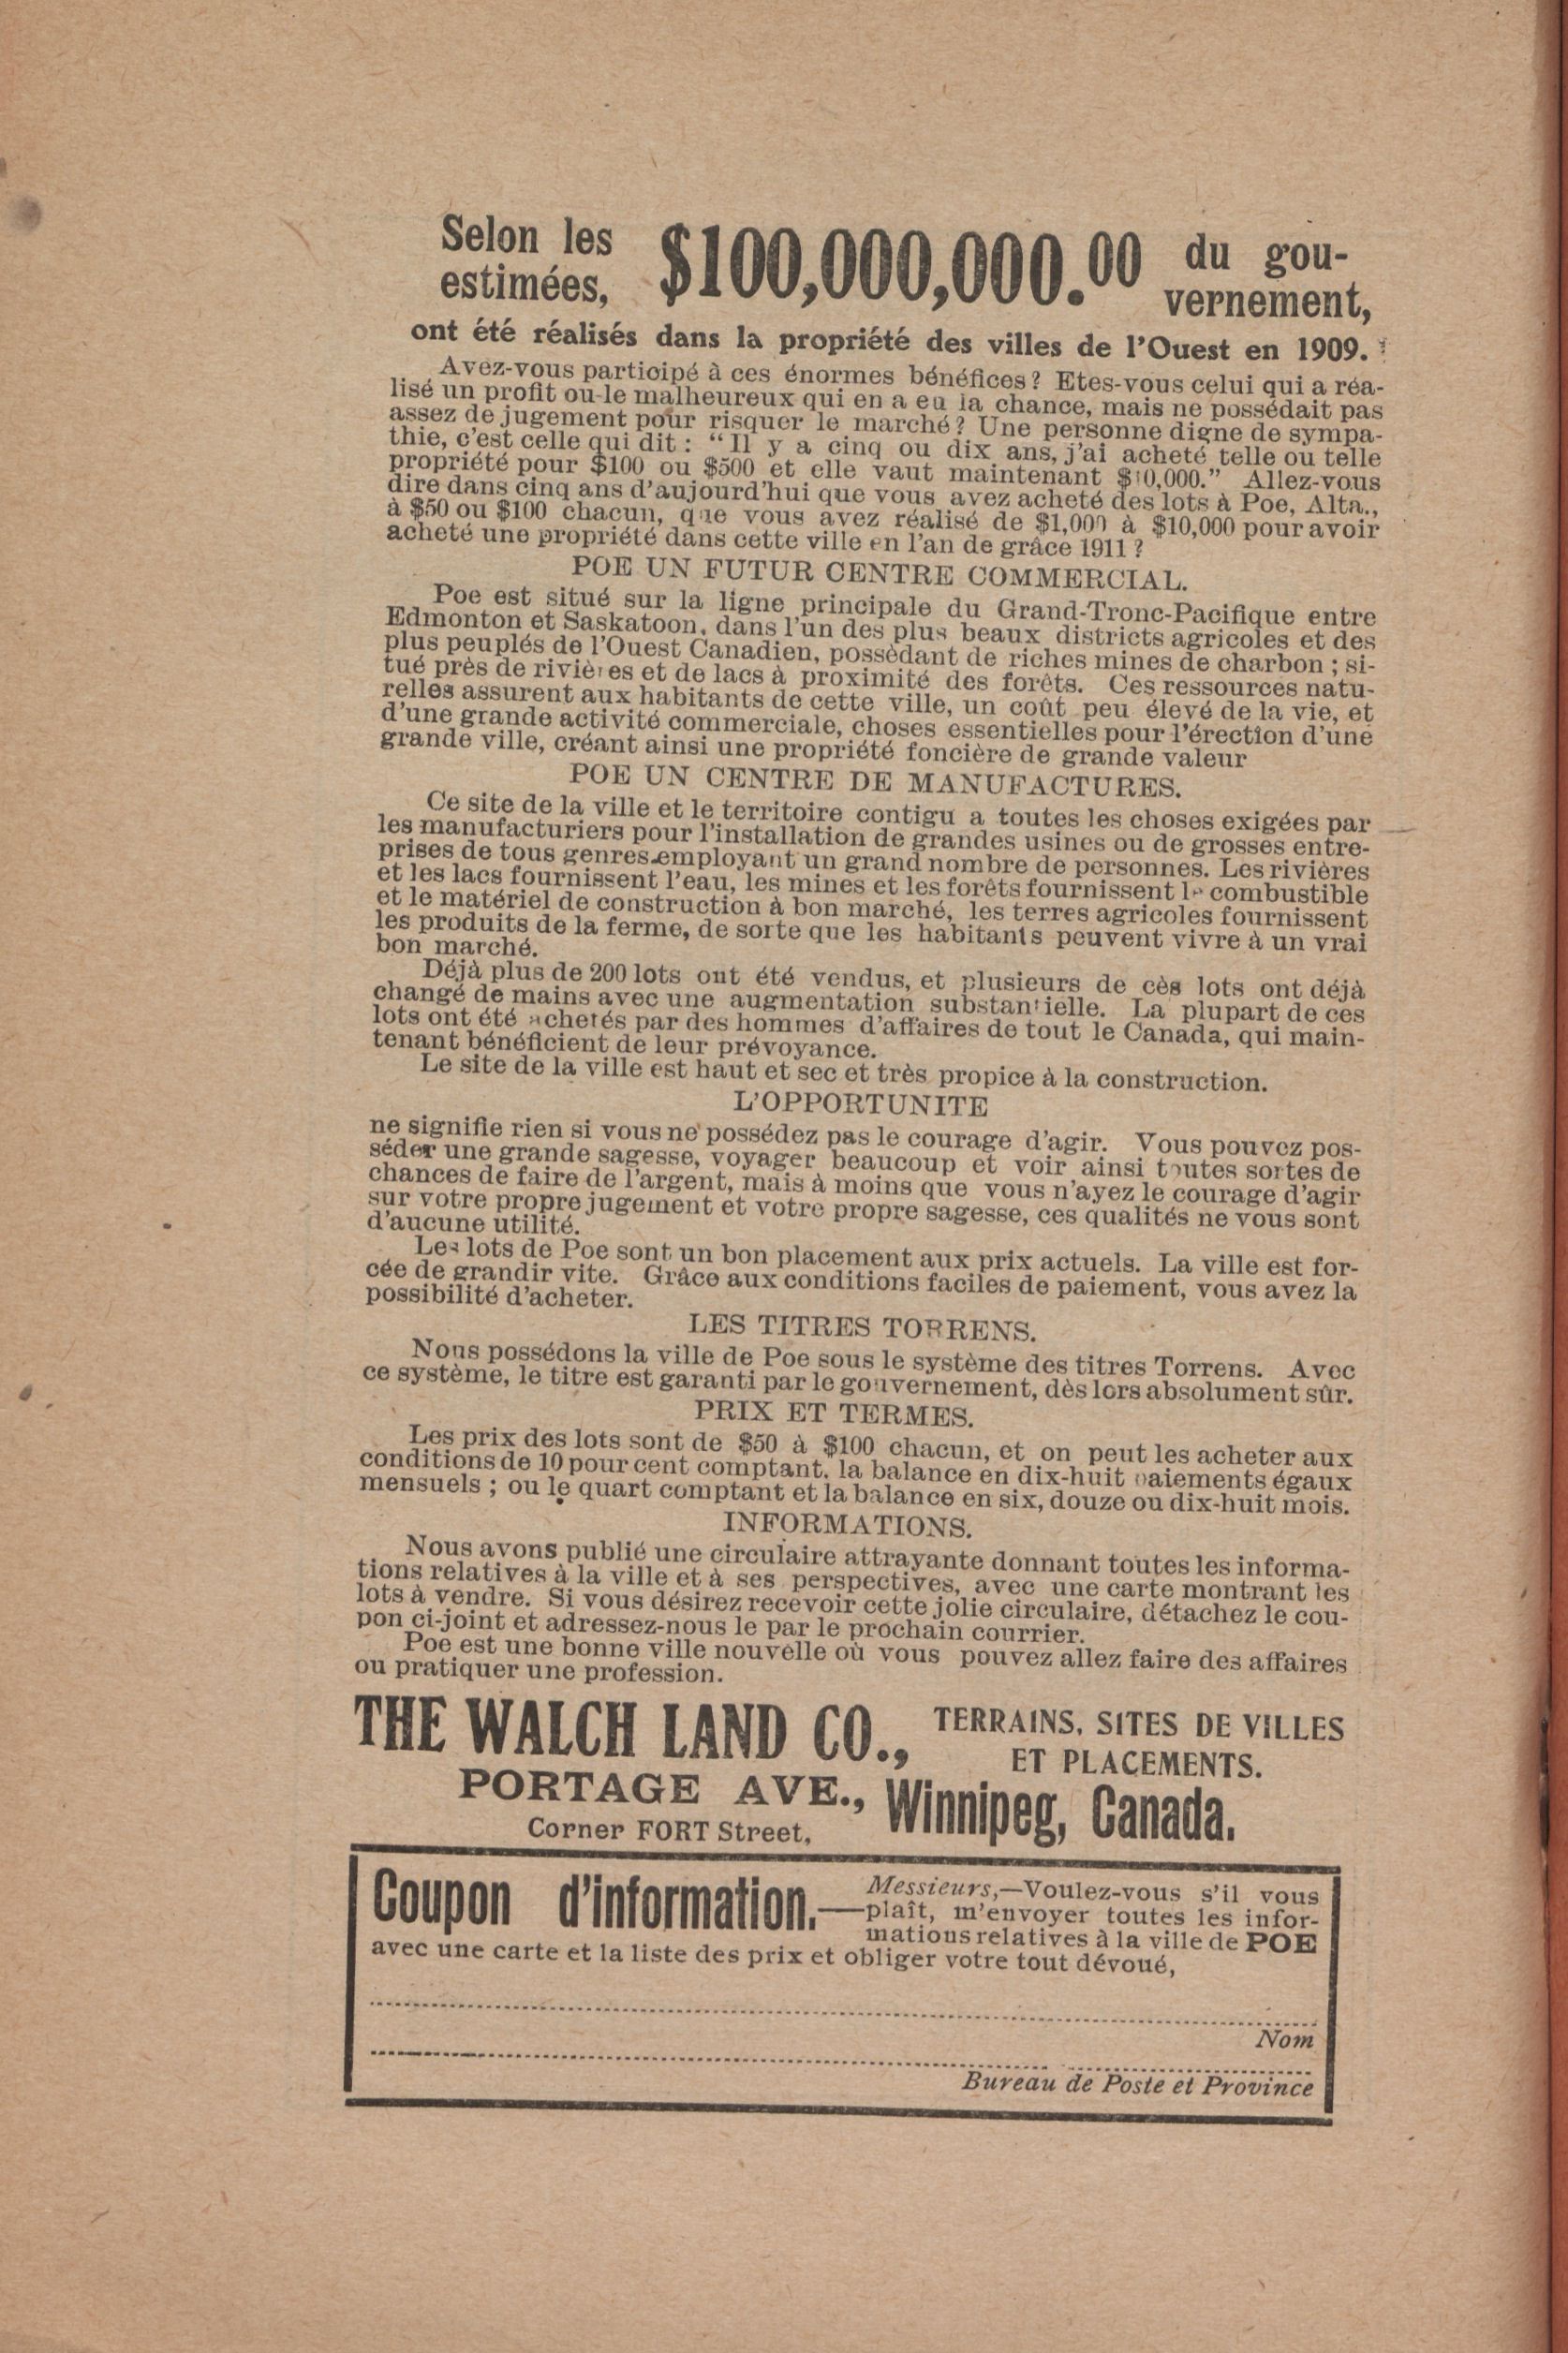 Selon les estimées, $100,000,000.00 du gou-
vernement,
ont été réalisés dans la propriété des villes de l'Ouest en 1909.
Avez-vous participé à ces énormes bénéfices? Etes-vous celui qui a réa-
lisé un profit ou le malheureux qui en a eu la chance, mais ne possédait pas
assez de jugement pour risquer le marché? Une personne digne de sympa-
thie, c'est celle qui dit : "Il y a cinq ou dix ans, j'ai acheté telle ou telle
propriété pour $100 ou $500 et elle vaut maintenant $10,000." Allez-vous
dire dans cinq ans d'aujourd'hui que vous avez acheté des lots à Poe, Alta.,
à $50 ou $100 chacun, que vous avez réalisé de $1,000 à $10,000 pour avoir
acheté une propriété dans cette ville en l'an de grâce 1911 ?
POE UN FUTUR CENTRE COMMERCIAL.
Poe est situé sur la ligne principale du Grand-Tronc-Pacifique entre
Edmonton et Saskatoon, dans l'un des plus beaux districts agricoles et des
plus peuplés de l'Ouest Canadien, possèdant de riches mines de charbon ; si-
tué près de rivières et de lacs à proximité des forêts. Ces ressources natu-
relles assurent aux habitants de cette ville, un coût peu élevé de la vie, et
d'une grande activité commerciale, choses essentielles pour l'érection d'une
grande ville, créant ainsi une propriété foncière de grande valeur
POE UN CENTRE DE MANUFACTURES.
Ce site de la ville et le territoire contigu a toutes les choses exigées par
les manufacturiers pour l'installation de grandes usines ou de grosses entre-
prises de tous genres employant un grand nombre de personnes. Les rivières
et les lacs fournissent l'eau, les mines et les forêts fournissent le combustible
et le matériel de construction à bon marché, les terres agricoles fournissent
les produits de la ferme, de sorte que les habitants peuvent vivre à un vrai
bon marché.
Déjà plus de 200 lots ont été vendus, et plusieurs de cès lots ont déjà
changé de mains avec une augmentation substantielle. La plupart de ces
lots ont été achetés par des hommes d'affaires de tout le Canada, qui main-
tenant bénéficient de leur prévoyance.
Le site de la ville est haut et sec et très propice à la construction.
L'OPPORTUNITE
ne signifie rien si vous ne possédez pas le courage d'agir. Vous pouvez pos-
séder une grande sagesse, voyager beaucoup et voir ainsi toutes sortes de
chances de faire de l'argent, mais à moins que vous n'ayez le courage d'agir
sur votre propre jugement et votre propre sagesse, ces qualités ne vous sont
d'aucune utilité.
Les lots de Poe sont un bon placement aux prix actuels. La ville est for-
cée de grandir vite. Grâce aux conditions faciles de paiement, vous avez la
possibilité d'acheter.
LES TITRES TORRENS.
Nous possédons la ville de Poe sous le système des titres Torrens. Avec
ce système, le titre est garanti par le gouvernement, dès lors absolument sûr.
PRIX ET TERMES.
Les prix des lots sont de $50 à $100 chacun, et on peut les acheter aux
conditions de 10 pour cent comptant, la balance en dix-huit paiements égaux
mensuels ; ou le quart comptant et la balance en six, douze ou dix-huit mois.
INFORMATIONS.
Nous avons publié une circulaire attrayante donnant toutes les informa-
tions relatives à la ville et à ses perspectives, avec une carte montrant les
lots à vendre. Si vous désirez recevoir cette jolie circulaire, détachez le cou-
pon ci-joint et adressez-nous le par le prochain courrier.
Poe est une bonne ville nouvelle où vous pouvez allez faire des affaires
ou pratiquer une profession.
THE WALCH LAND CO., TERRAINS, SITES DE VILLES
ET PLACEMENTS.
PORTAGE AVE., Winnipeg, Canada.
Corner FORT Street,
Coupon d'information.—Messieurs,—Voulez-vous s'il vous
plaît, m'envoyer toutes les infor-
mations relatives à la ville de POE
avec une carte et la liste des prix et obliger votre tout dévoué,
Nom
Bureau de Poste et Province